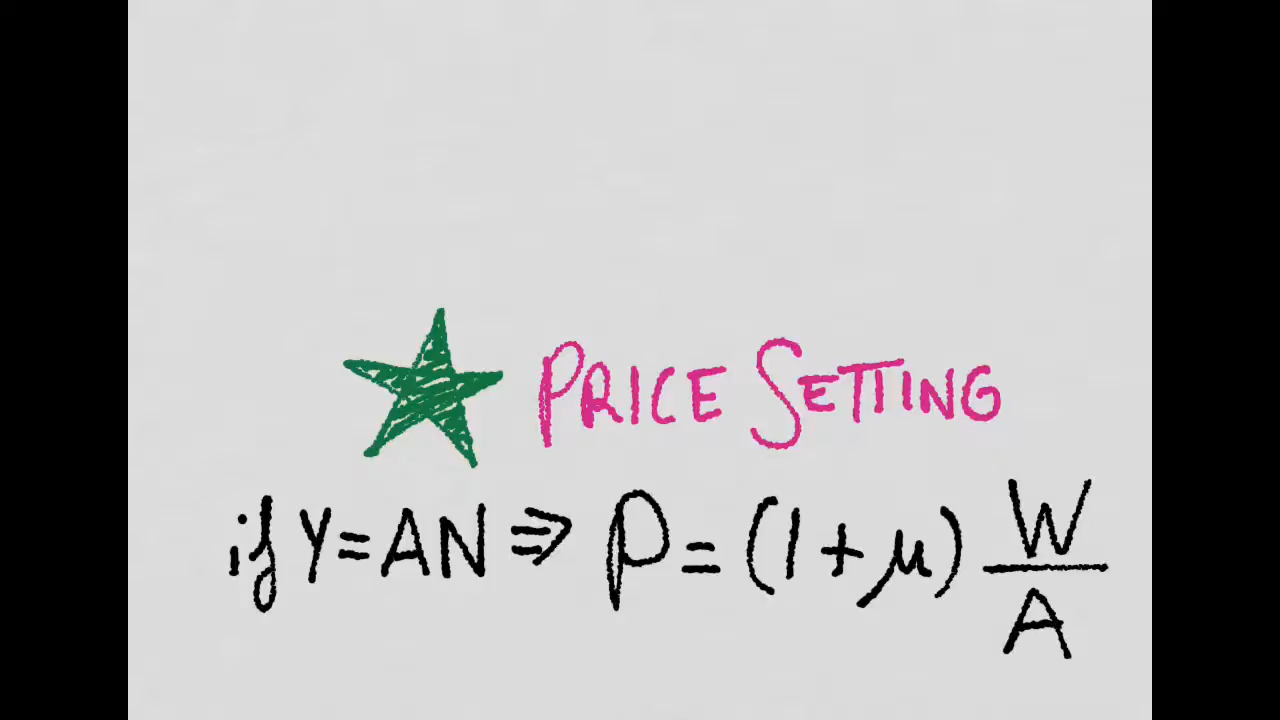 PRICE SETTING
if Y=AN ⇒ P=(1+μ) W/A